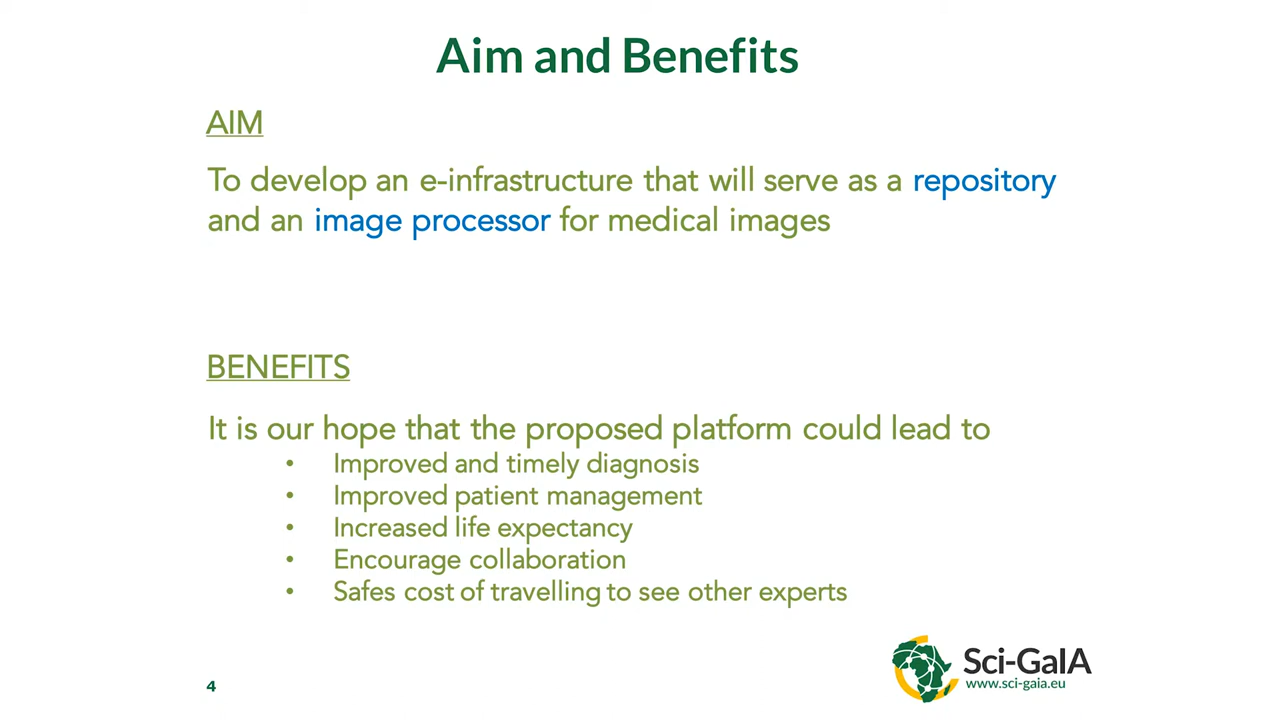 Aim and Benefits
AIM
To develop an e-infrastructure that will serve as a repository
and an image processor for medical images
BENEFITS
It is our hope that the proposed platform could lead to
• Improved and timely diagnosis
• Improved patient management
• Increased life expectancy
• Encourage collaboration
• Safes cost of travelling to see other experts
Sci-GaIA
www.sci-gaia.eu
4